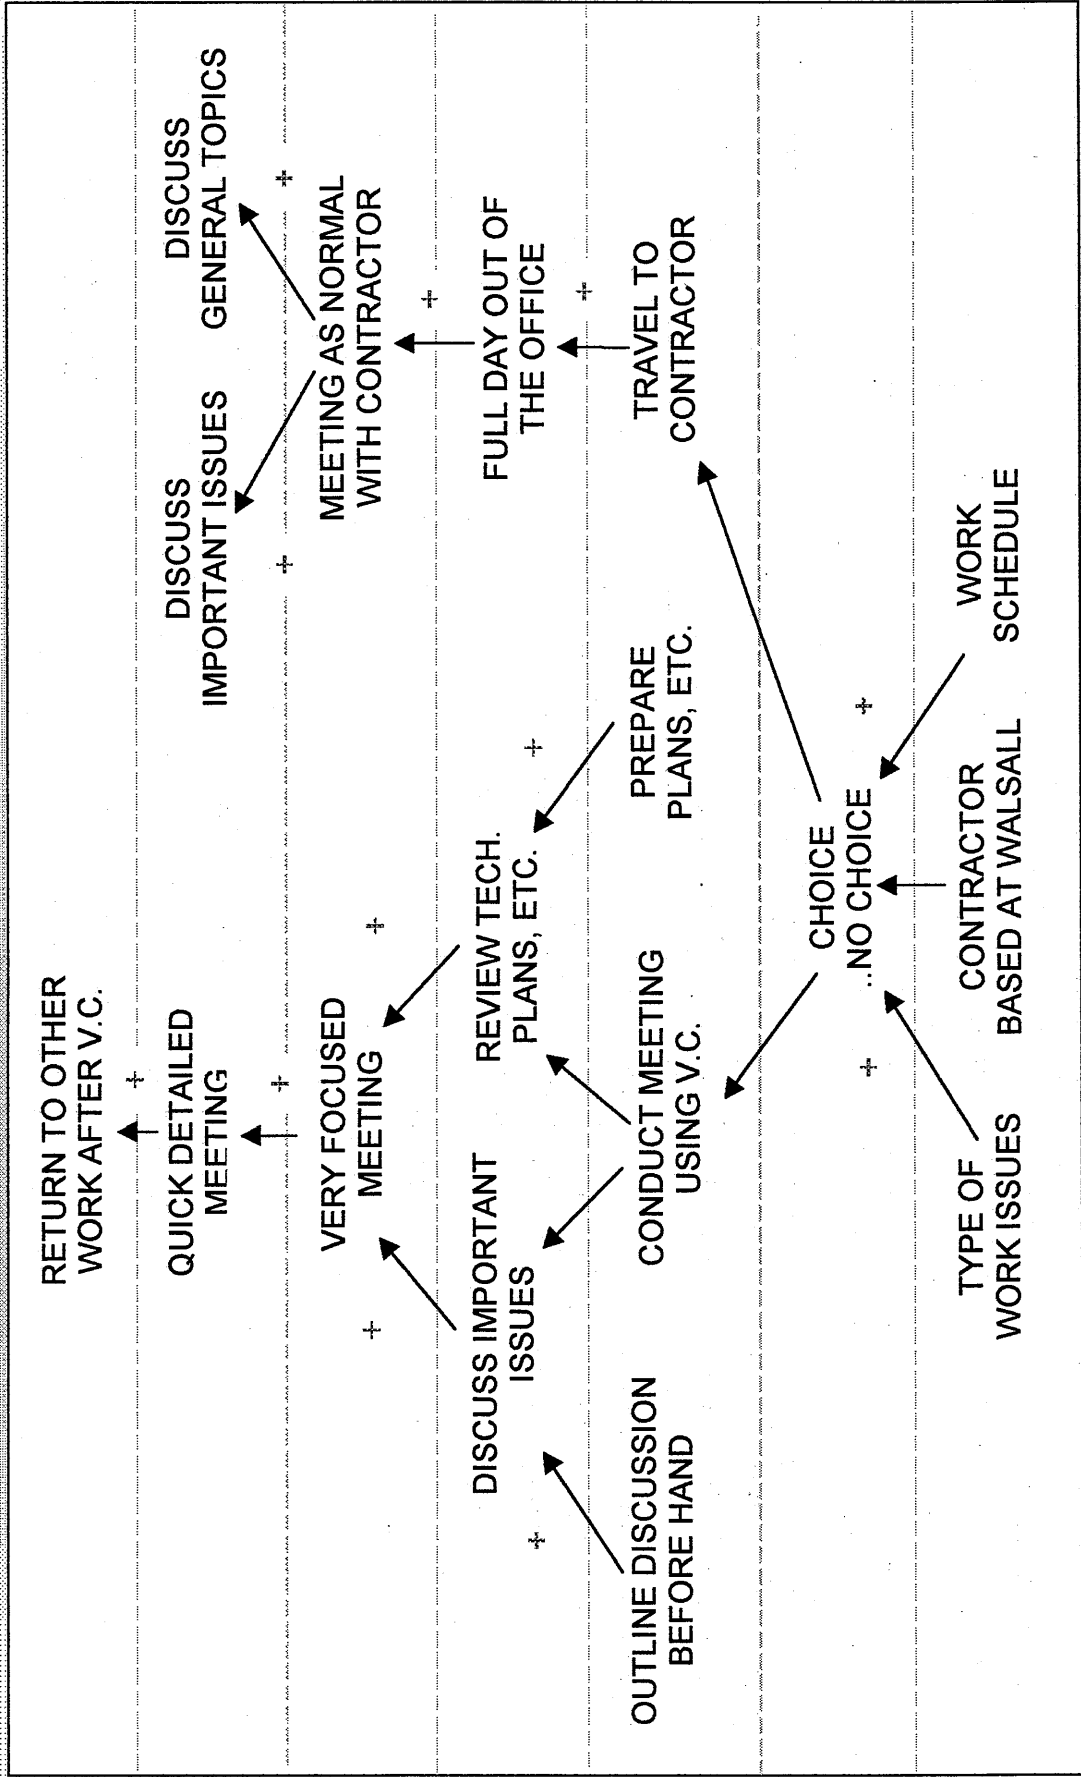 RETURN TO OTHER
WORK AFTER V.C.
QUICK DETAILED
MEETING
DISCUSS
IMPORTANT ISSUES
DISCUSS
GENERAL TOPICS
VERY FOCUSED
MEETING
MEETING AS NORMAL
WITH CONTRACTOR
DISCUSS IMPORTANT
ISSUES
REVIEW TECH.
PLANS, ETC.
FULL DAY OUT OF
THE OFFICE
OUTLINE DISCUSSION
BEFORE HAND
CONDUCT MEETING
USING V.C.
PREPARE
PLANS, ETC.
TRAVEL TO
CONTRACTOR
CHOICE
..NO CHOICE
TYPE OF
WORK ISSUES
CONTRACTOR
BASED AT WALSALL
WORK
SCHEDULE